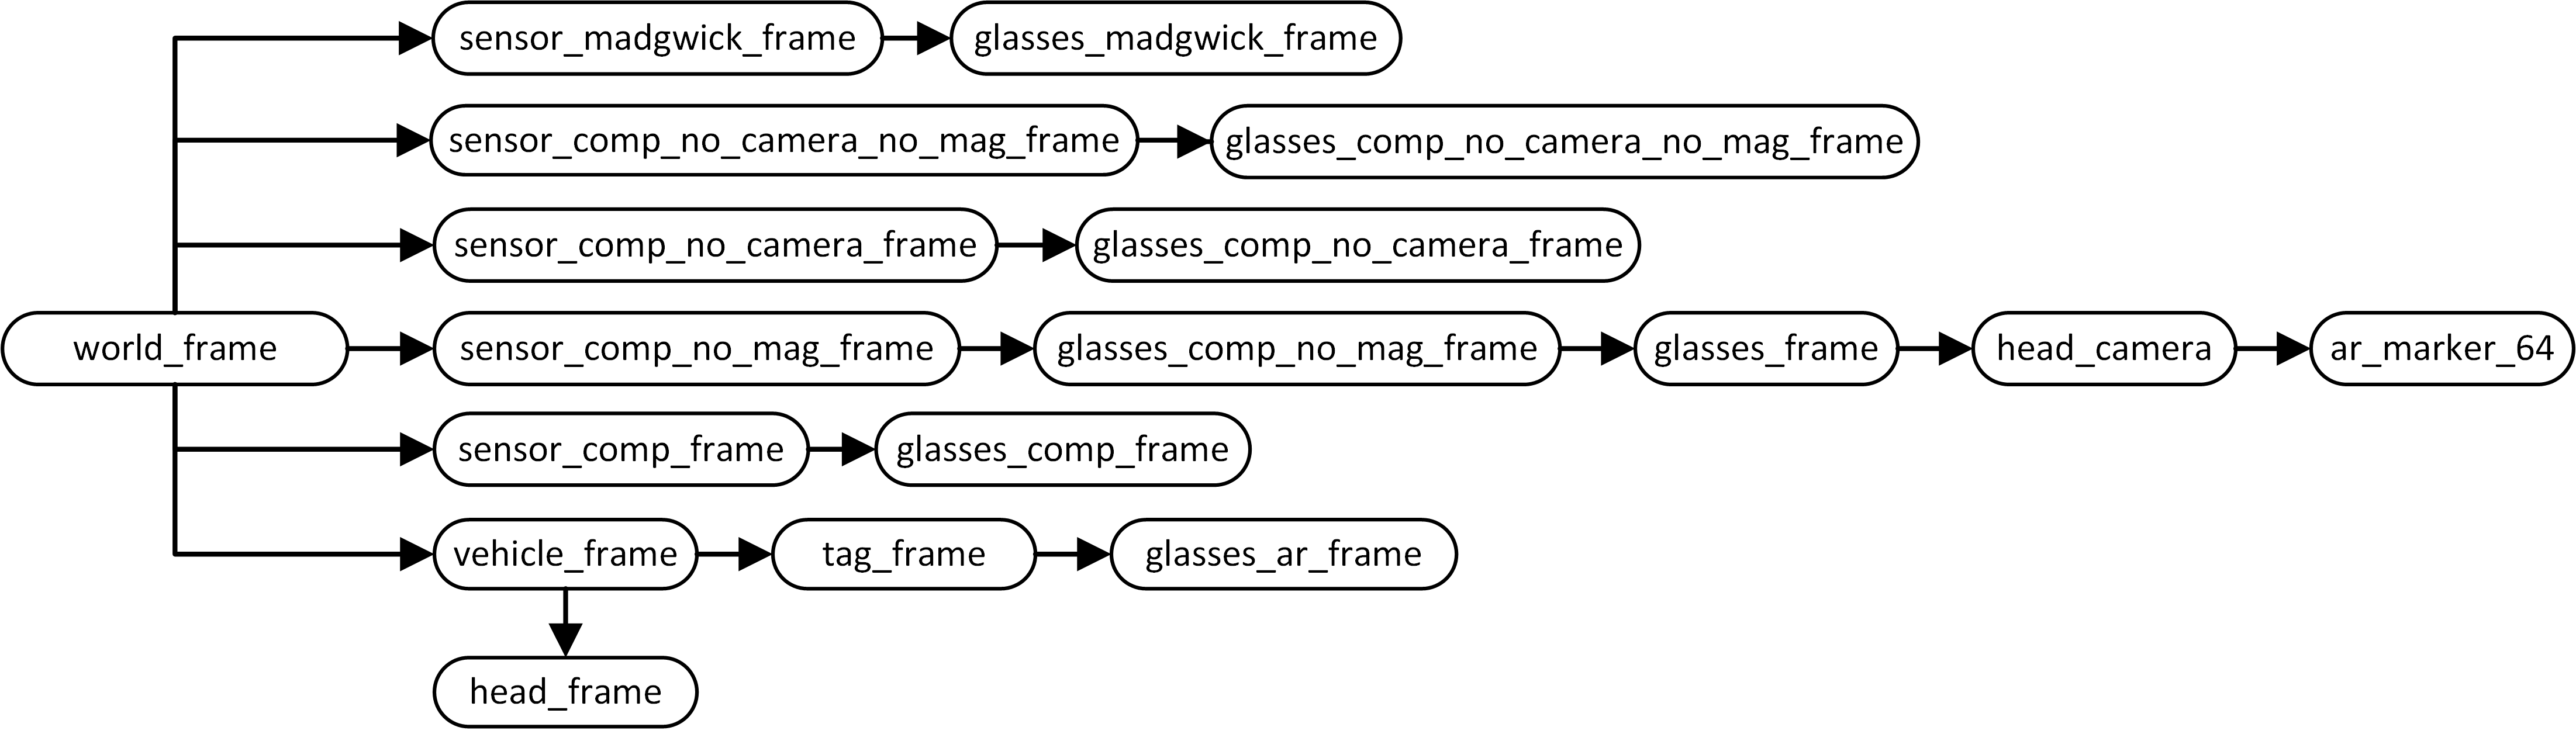 sensor_madgwick_frame
glasses_madgwick_frame
sensor_comp_no_camera_no_mag_frame
glasses_comp_no_camera_no_mag_frame
sensor_comp_no_camera_frame
glasses_comp_no_camera_frame
world_frame
sensor_comp_no_mag_frame
glasses_comp_no_mag_frame
glasses_frame
head_camera
ar_marker_64
sensor_comp_frame
glasses_comp_frame
vehicle_frame
tag_frame
glasses_ar_frame
head_frame